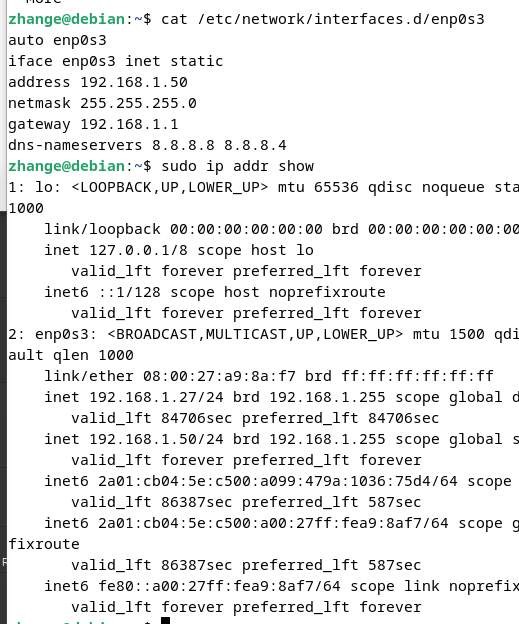 zhange@debian:~$ cat /etc/network/interfaces.d/enp0s3
auto enp0s3
iface enp0s3 inet static
address 192.168.1.50
netmask 255.255.255.0
gateway 192.168.1.1
dns-nameservers 8.8.8.8 8.8.8.4
zhange@debian:~$ sudo ip addr show
1: lo: <LOOPBACK,UP,LOWER_UP> mtu 65536 qdisc noqueue sta
1000
    link/loopback 00:00:00:00:00:00 brd 00:00:00:00:00:00
    inet 127.0.0.1/8 scope host lo
       valid_lft forever preferred_lft forever
    inet6 ::1/128 scope host noprefixroute
       valid_lft forever preferred_lft forever
2: enp0s3: <BROADCAST,MULTICAST,UP,LOWER_UP> mtu 1500 qdi
ault qlen 1000
    link/ether 08:00:27:a9:8a:f7 brd ff:ff:ff:ff:ff:ff
    inet 192.168.1.27/24 brd 192.168.1.255 scope global d
       valid_lft 84706sec preferred_lft 84706sec
    inet 192.168.1.50/24 brd 192.168.1.255 scope global s
       valid_lft forever preferred_lft forever
    inet6 2a01:cb04:5e:c500:a099:479a:1036:75d4/64 scope
       valid_lft 86387sec preferred_lft 587sec
    inet6 2a01:cb04:5e:c500:a00:27ff:fea9:8af7/64 scope g
fixroute
       valid_lft 86387sec preferred_lft 587sec
    inet6 fe80::a00:27ff:fea9:8af7/64 scope link noprefix
       valid_lft forever preferred_lft forever